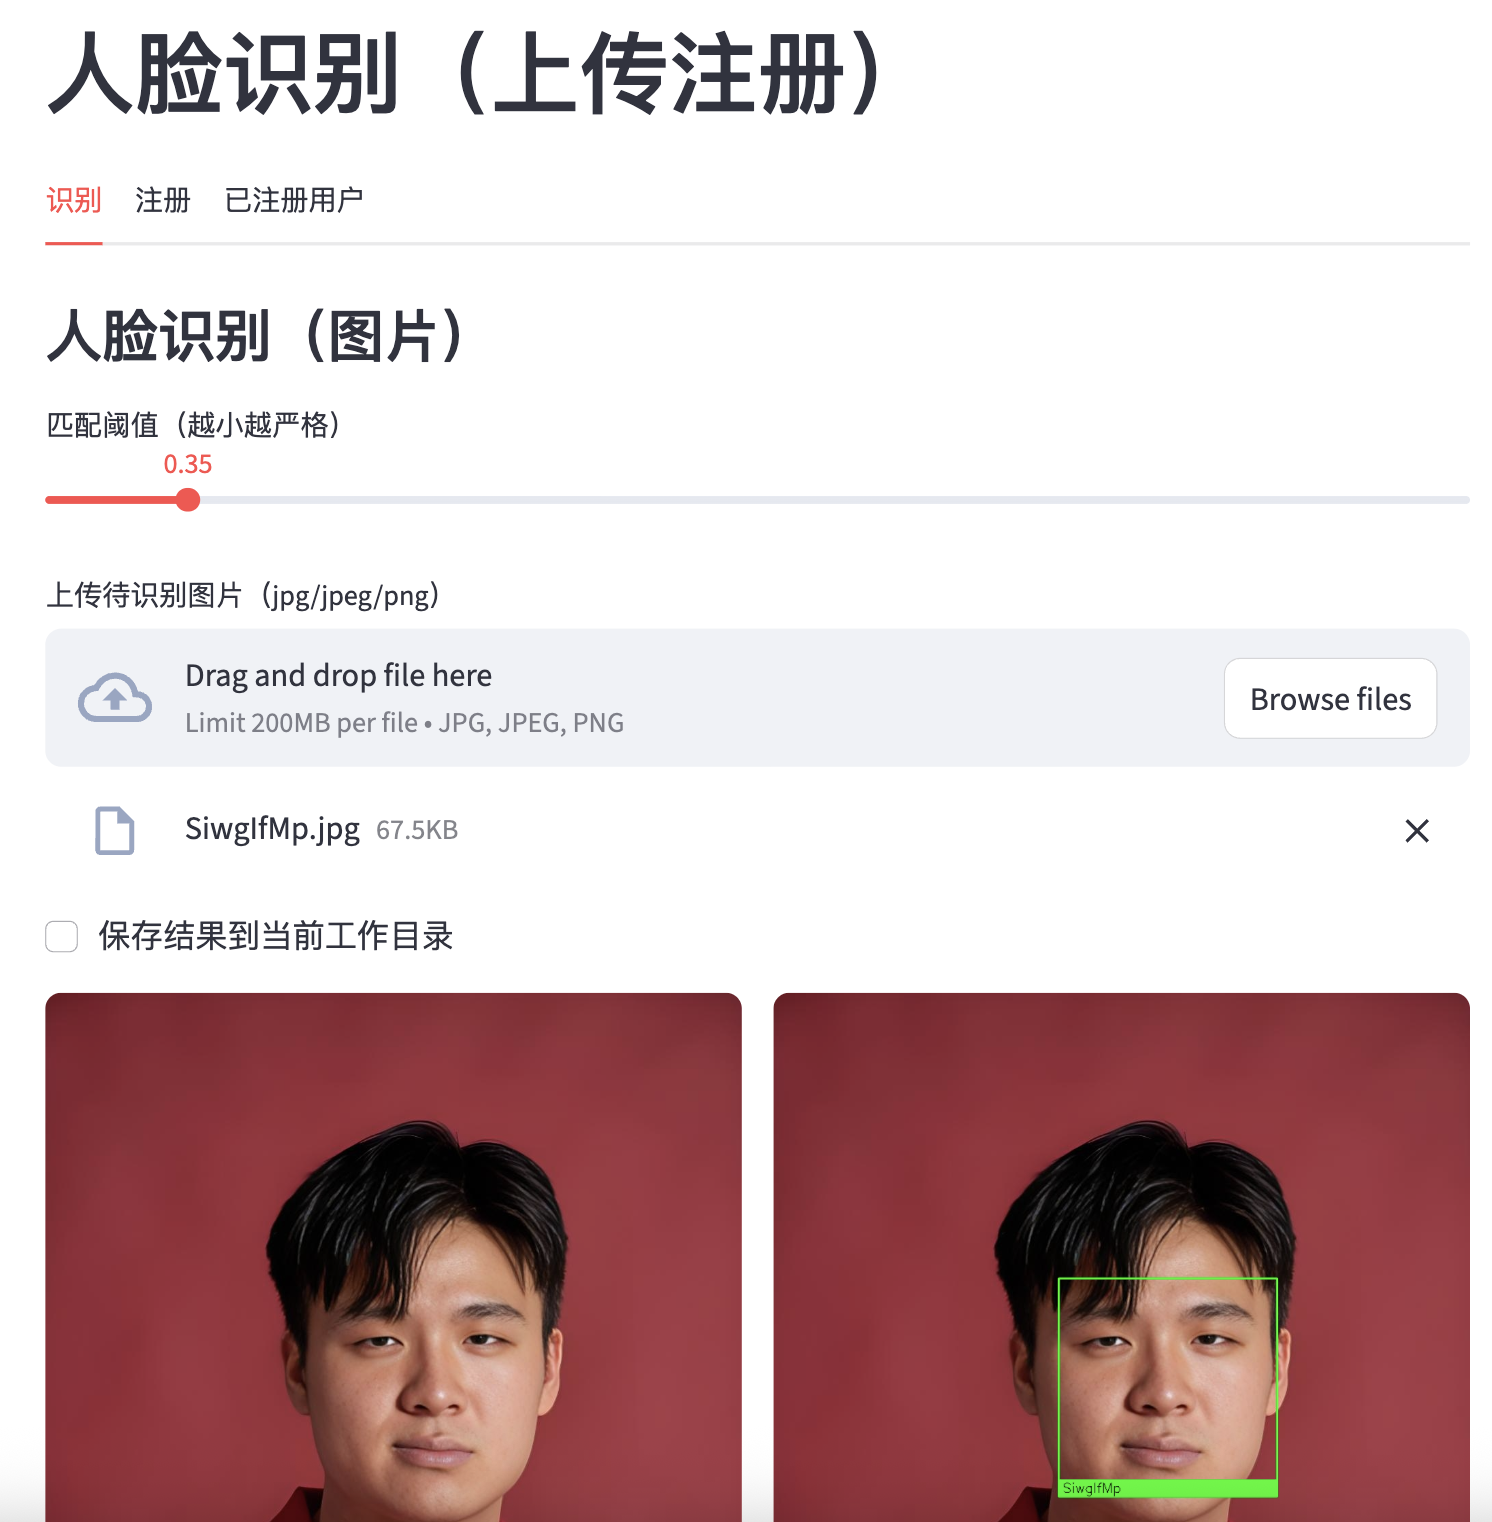 人脸识别（上传注册）
识别 注册 已注册用户
人脸识别（图片）
匹配阈值（越小越严格）
0.35
上传待识别图片（jpg/jpeg/png）
Drag and drop file here
Limit 200MB per file • JPG, JPEG, PNG
Browse files
SiwgIfMp.jpg 67.5KB
保存结果到当前工作目录
SiwgIfMp